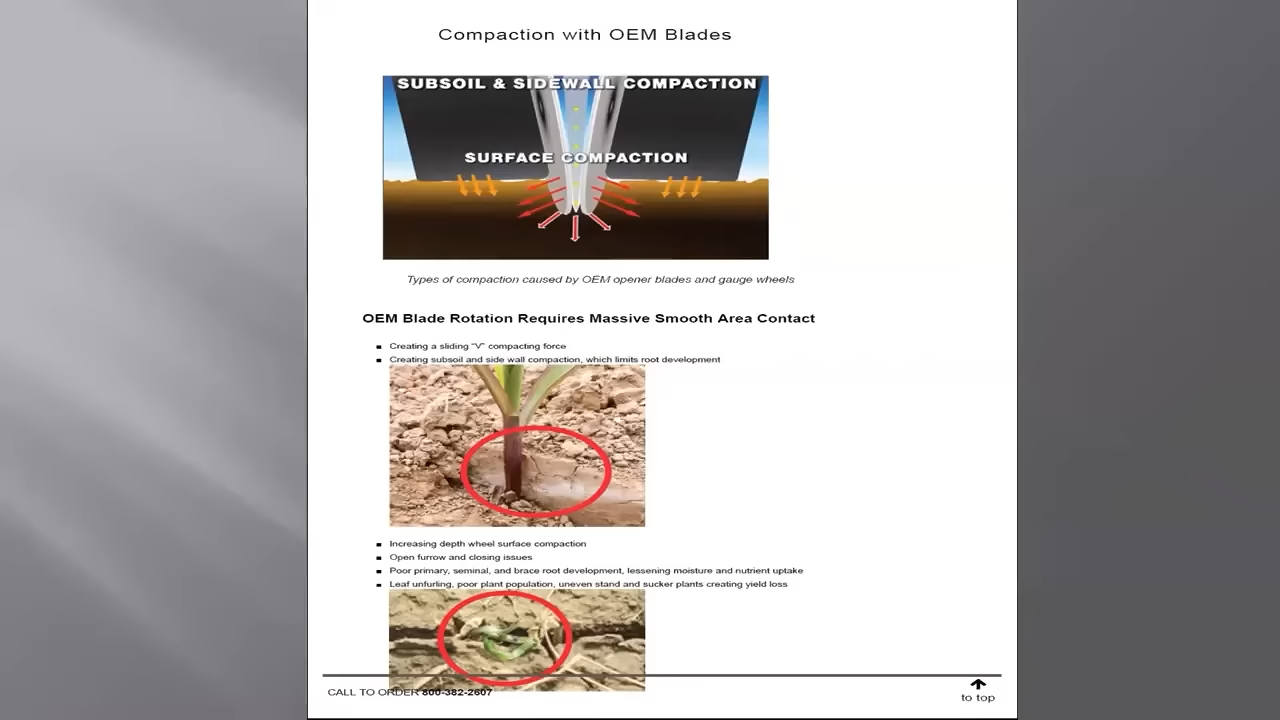 Compaction with OEM Blades
SUBSOIL & SIDEWALL COMPACTION
SURFACE COMPACTION
Types of compaction caused by OEM opener blades and gauge wheels
OEM Blade Rotation Requires Massive Smooth Area Contact
Creating a sliding "V" compacting force
Creating subsoil and side wall compaction, which limits root development
Increasing depth wheel surface compaction
Open furrow and closing issues
Poor primary, seminal, and brace root development, lessening moisture and nutrient uptake
Leaf unfurling, poor plant population, uneven stand and sucker plants creating yield loss
CALL TO ORDER 800-382-2607
to top